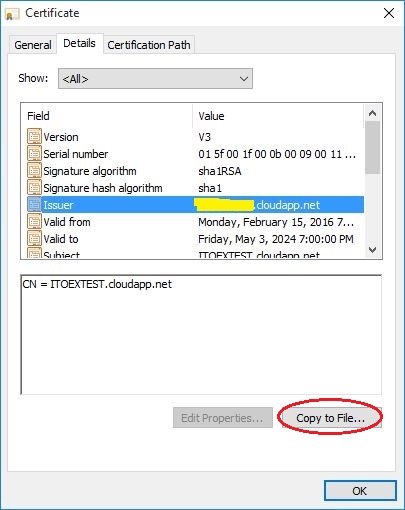 Certificate
General Details Certification Path
Show: <All>
Field Value
Version V3
Serial number 01 5f 00 1f 00 0b 00 09 00 11 ...
Signature algorithm sha1RSA
Signature hash algorithm sha1
Issuer .cloudapp.net
Valid from Monday, February 15, 2016 7...
Valid to Friday, May 3, 2024 7:00:00 PM
Subject ITOEXTEST.cloudapp.net
CN = ITOEXTEST.cloudapp.net
Edit Properties... Copy to File...
OK